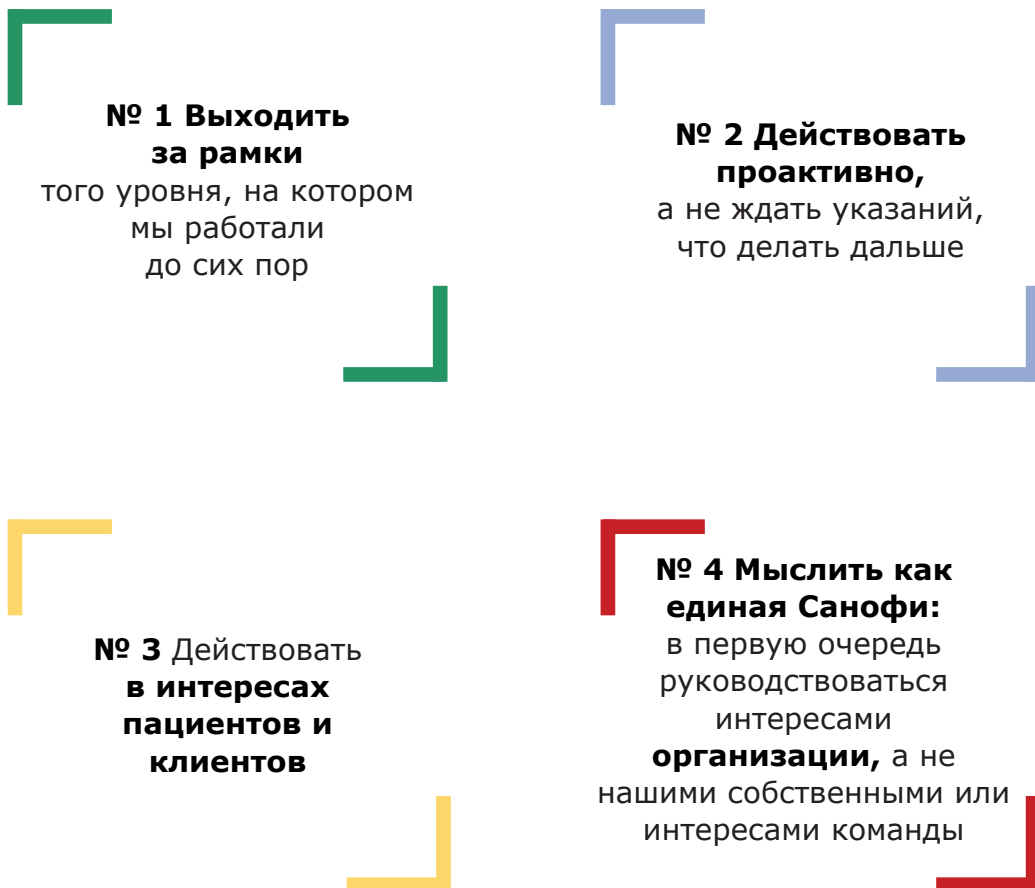 № 1 Выходить
за рамки
того уровня, на котором
мы работали
до сих пор
№ 2 Действовать
проактивно,
а не ждать указаний,
что делать дальше
№ 3 Действовать
в интересах
пациентов и
клиентов
№ 4 Мыслить как
единая Санофи:
в первую очередь
руководствоваться
интересами
организации, а не
нашими собственными или
интересами команды